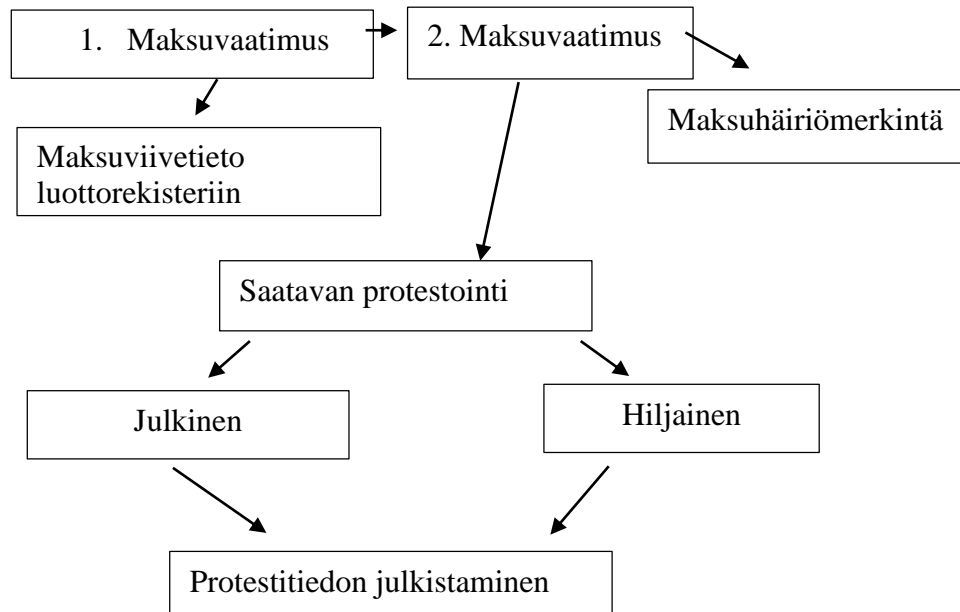 1. Maksuvaatimus
2. Maksuvaatimus
Maksuhäiriömerkintä
Maksuviivetieto
luottorekisteriin
Saatavan protestointi
Julkinen
Hiljainen
Protestitiedon julkistaminen